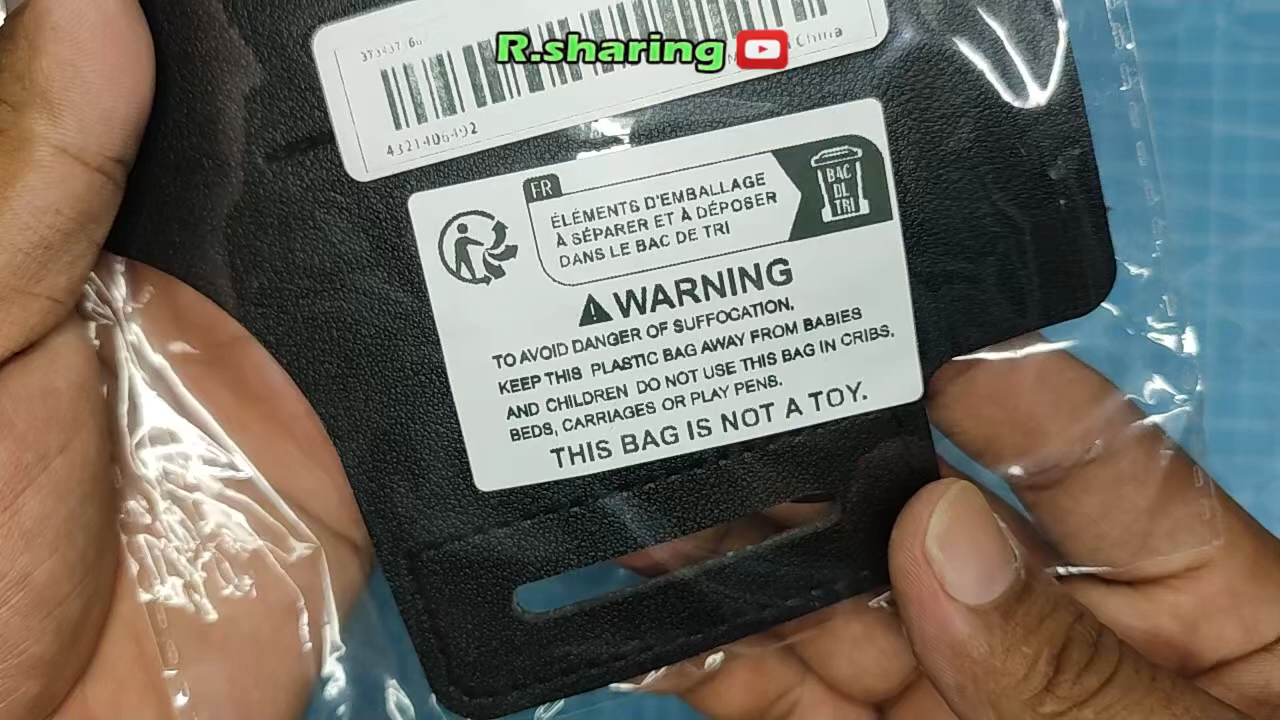 R.sharing
China
4321406492
FR
ÉLÉMENTS D'EMBALLAGE
À SÉPARER ET À DÉPOSER
DANS LE BAC DE TRI
BAC
DE
TRI
WARNING
TO AVOID DANGER OF SUFFOCATION,
KEEP THIS PLASTIC BAG AWAY FROM BABIES
AND CHILDREN DO NOT USE THIS BAG IN CRIBS,
BEDS, CARRIAGES OR PLAY PENS.
THIS BAG IS NOT A TOY.